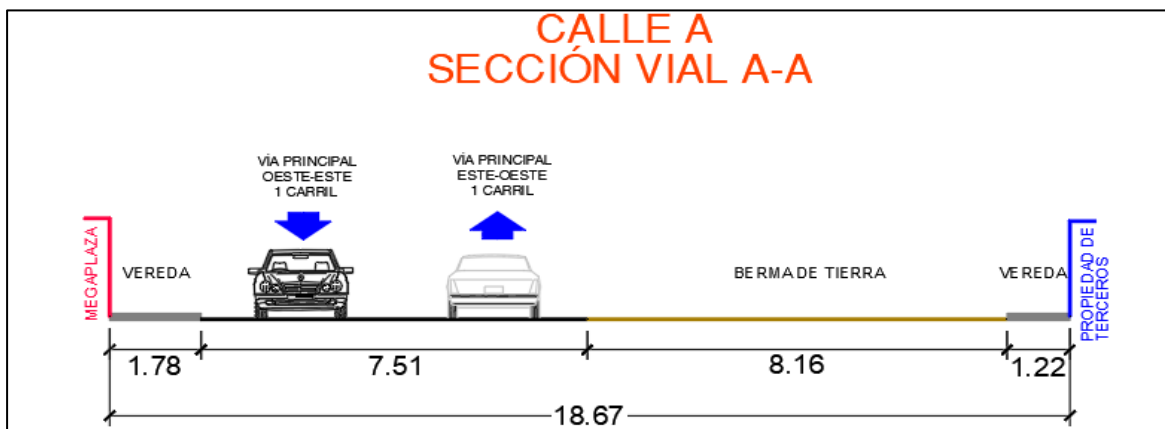 CALLE A
SECCIÓN VIAL A-A
VÍA PRINCIPAL
OESTE-ESTE
1 CARRIL
VÍA PRINCIPAL
ESTE-OESTE
1 CARRIL
MEGAPLAZA
VEREDA
BERMA DE TIERRA
VEREDA
PROPIEDAD DE
TERCEROS
1.78
7.51
8.16
1.22
18.67